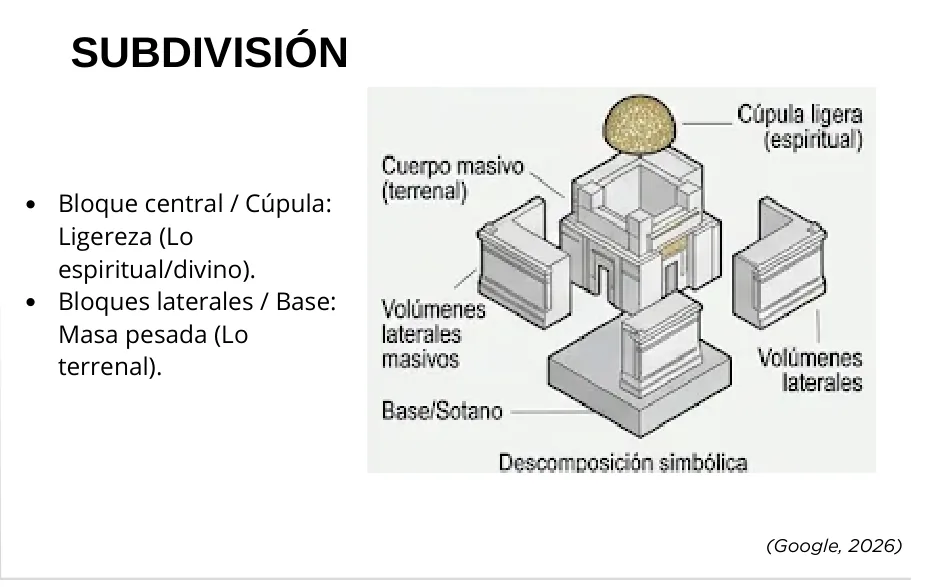 SUBDIVISIÓN
• Bloque central / Cúpula:
Ligereza (Lo
espiritual/divino).
• Bloques laterales / Base:
Masa pesada (Lo
terrenal).
Cúpula ligera
(espiritual)
Cuerpo masivo
(terrenal)
Volúmenes
laterales
masivos
Volúmenes
laterales
Base/Sotano
Descomposición simbólica
(Google, 2026)